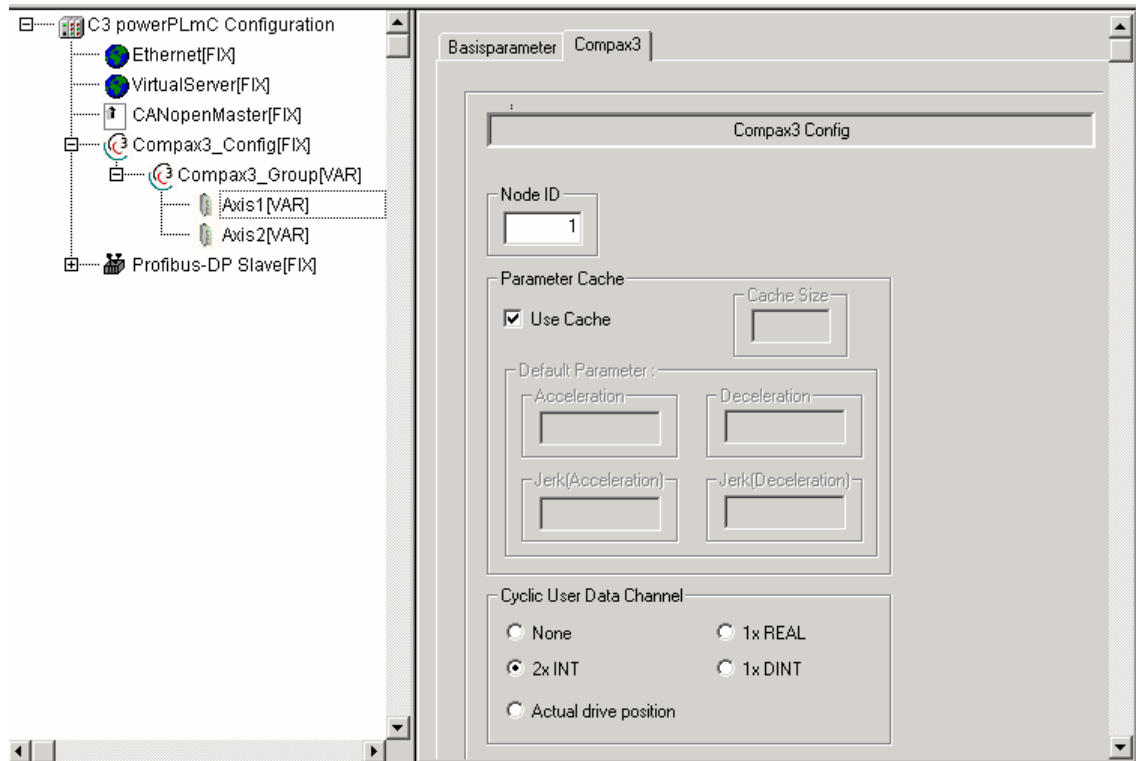 C3 powerPLmC Configuration
Ethernet[FIX]
VirtualServer[FIX]
CANopenMaster[FIX]
Compax3_Config[FIX]
Compax3_Group[VAR]
Axis1[VAR]
Axis2[VAR]
Profibus-DP Slave[FIX]
Basisparameter
Compax3
:
Compax3 Config
Node ID
1
Parameter Cache
Use Cache
Cache Size
Default Parameter :
Acceleration
Deceleration
Jerk(Acceleration)
Jerk(Deceleration)
Cyclic User Data Channel
None
1x REAL
2x INT
1x DINT
Actual drive position